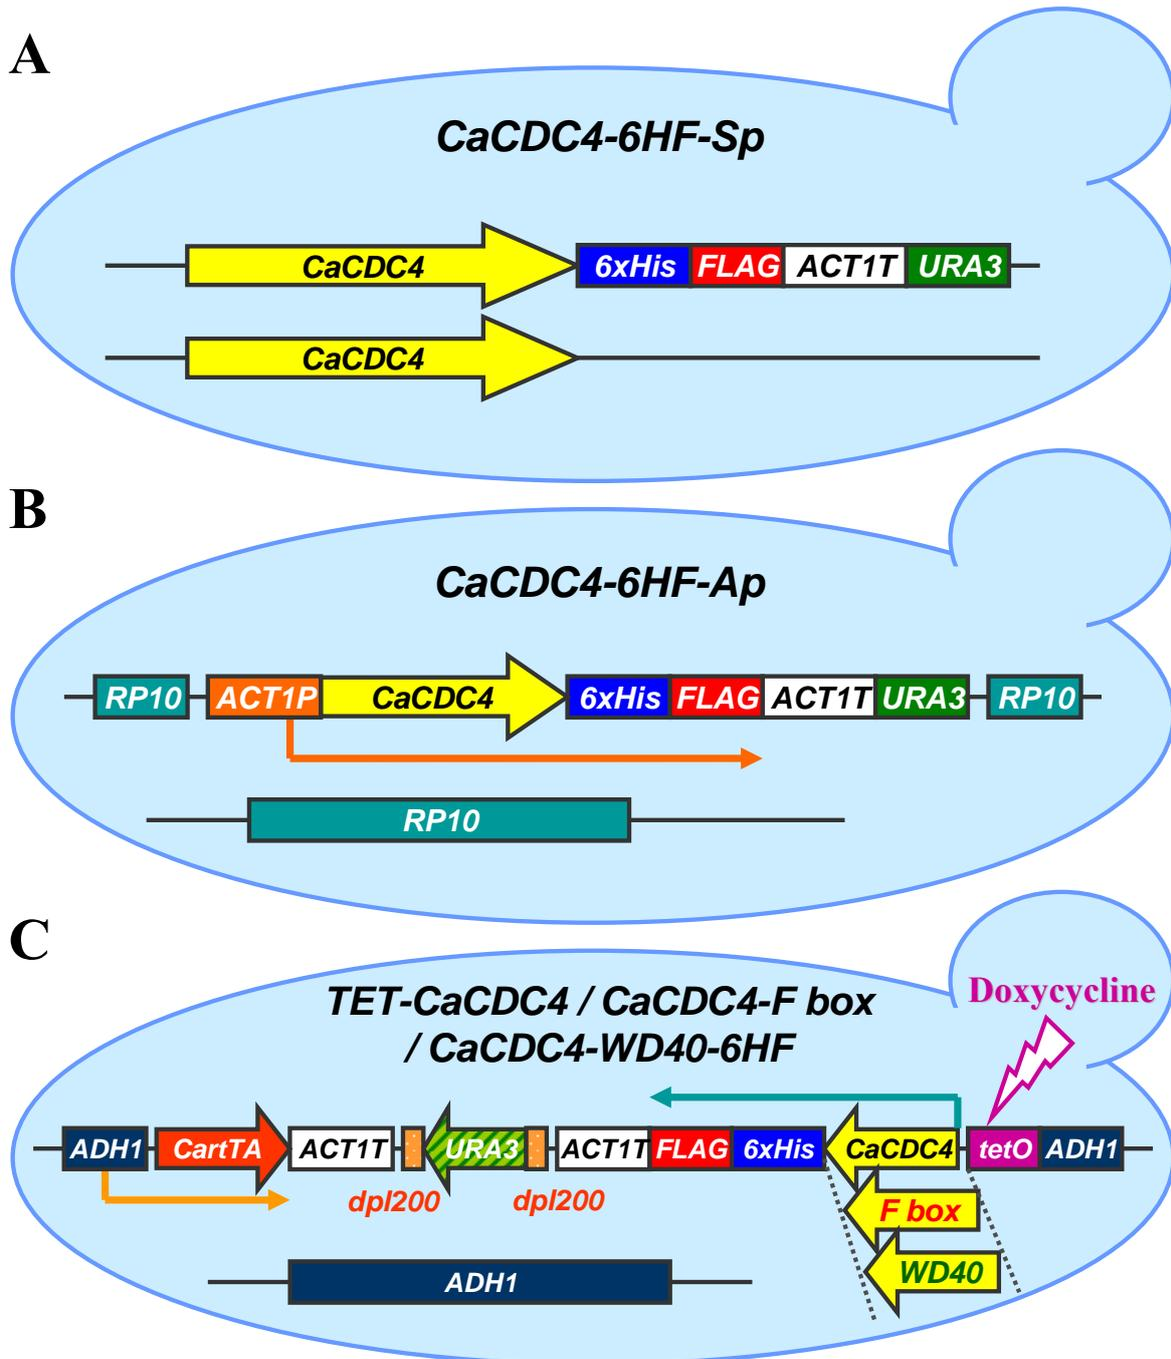 A
CaCDC4-6HF-Sp
CaCDC4 6xHis FLAG ACT1T URA3
CaCDC4
B
CaCDC4-6HF-Ap
RP10 ACT1P CaCDC4 6xHis FLAG ACT1T URA3 RP10
RP10
C
TET-CaCDC4 / CaCDC4-F box
/ CaCDC4-WD40-6HF
Doxycycline
ADH1 CartTA ACT1T URA3 ACT1T FLAG 6xHis CaCDC4 tetO ADH1
dpl200 dpl200
F box
WD40
ADH1